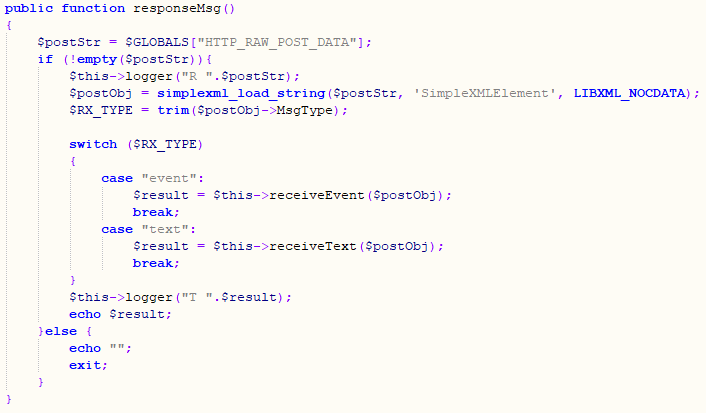 public function responseMsg()
{
    $postStr = $GLOBALS["HTTP_RAW_POST_DATA"];
    if (!empty($postStr)){
        $this->logger("R ".$postStr);
        $postObj = simplexml_load_string($postStr, 'SimpleXMLElement', LIBXML_NOCDATA);
        $RX_TYPE = trim($postObj->MsgType);

        switch ($RX_TYPE)
        {
            case "event":
                $result = $this->receiveEvent($postObj);
                break;
            case "text":
                $result = $this->receiveText($postObj);
                break;
        }
        $this->logger("T ".$result);
        echo $result;
    }else {
        echo "";
        exit;
    }
}